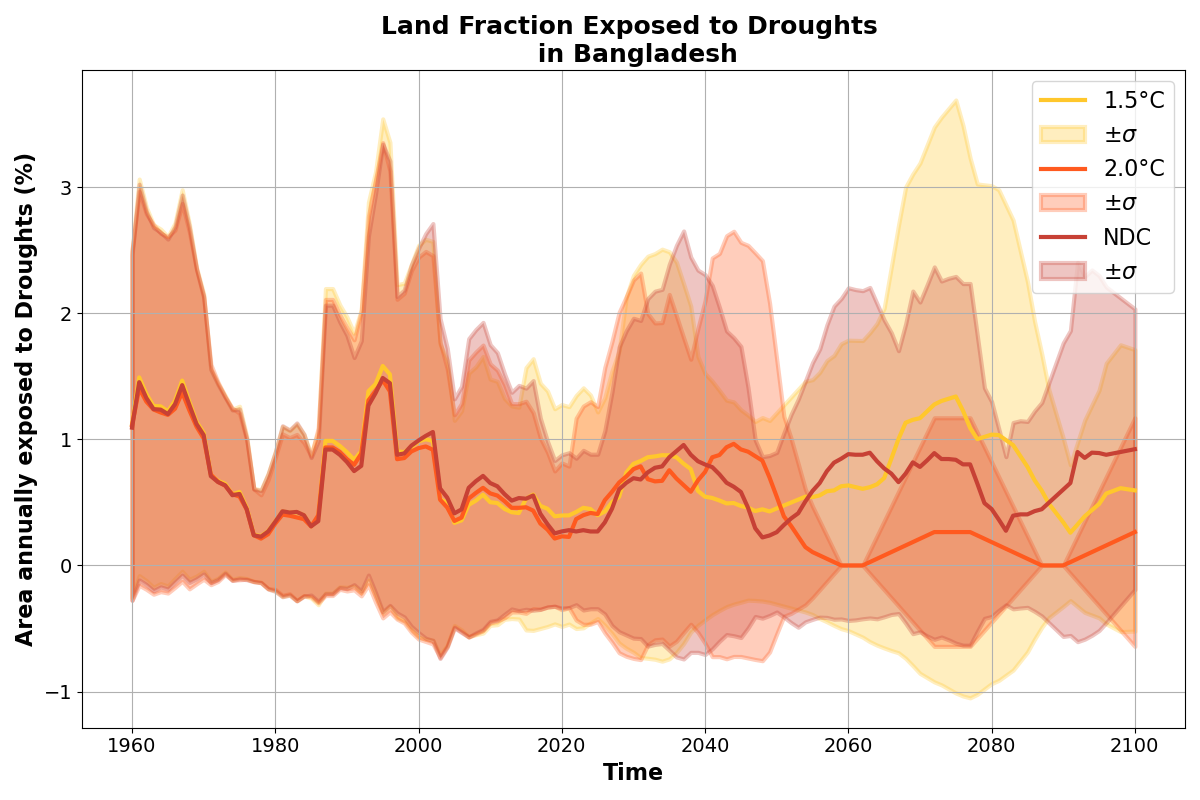 Land Fraction Exposed to Droughts
in Bangladesh
Area annually exposed to Droughts (%)
3
2
1
0
−1
1.5°C
±σ
2.0°C
±σ
NDC
±σ
1960 1980 2000 2020 2040 2060 2080 2100
Time